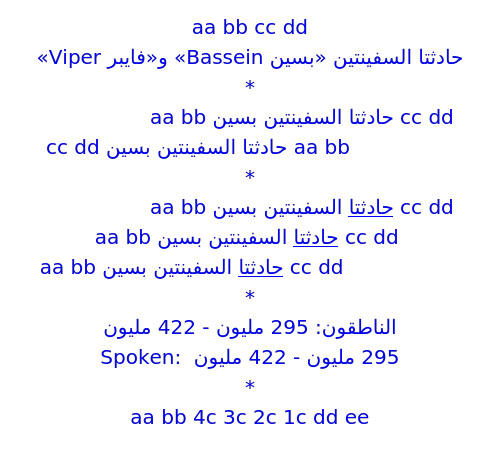 aa bb cc dd
حادثتا السفينتين «بسين Bassein» و«فايبر Viper»
*
aa bb حادثتا السفينتين بسين cc dd
aa bb حادثتا السفينتين بسين cc dd
*
aa bb حادثتا السفينتين بسين cc dd
aa bb حادثتا السفينتين بسين cc dd
aa bb حادثتا السفينتين بسين cc dd
*
الناطقون: 295 مليون - 422 مليون
Spoken: 295 مليون - 422 مليون
*
aa bb 4c 3c 2c 1c dd ee